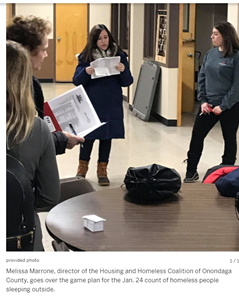 provided photo
1/1
Melissa Marrone, director of the Housing and Homeless Coalition of Onondaga
County, goes over the game plan for the Jan. 24 count of homeless people
sleeping outside.